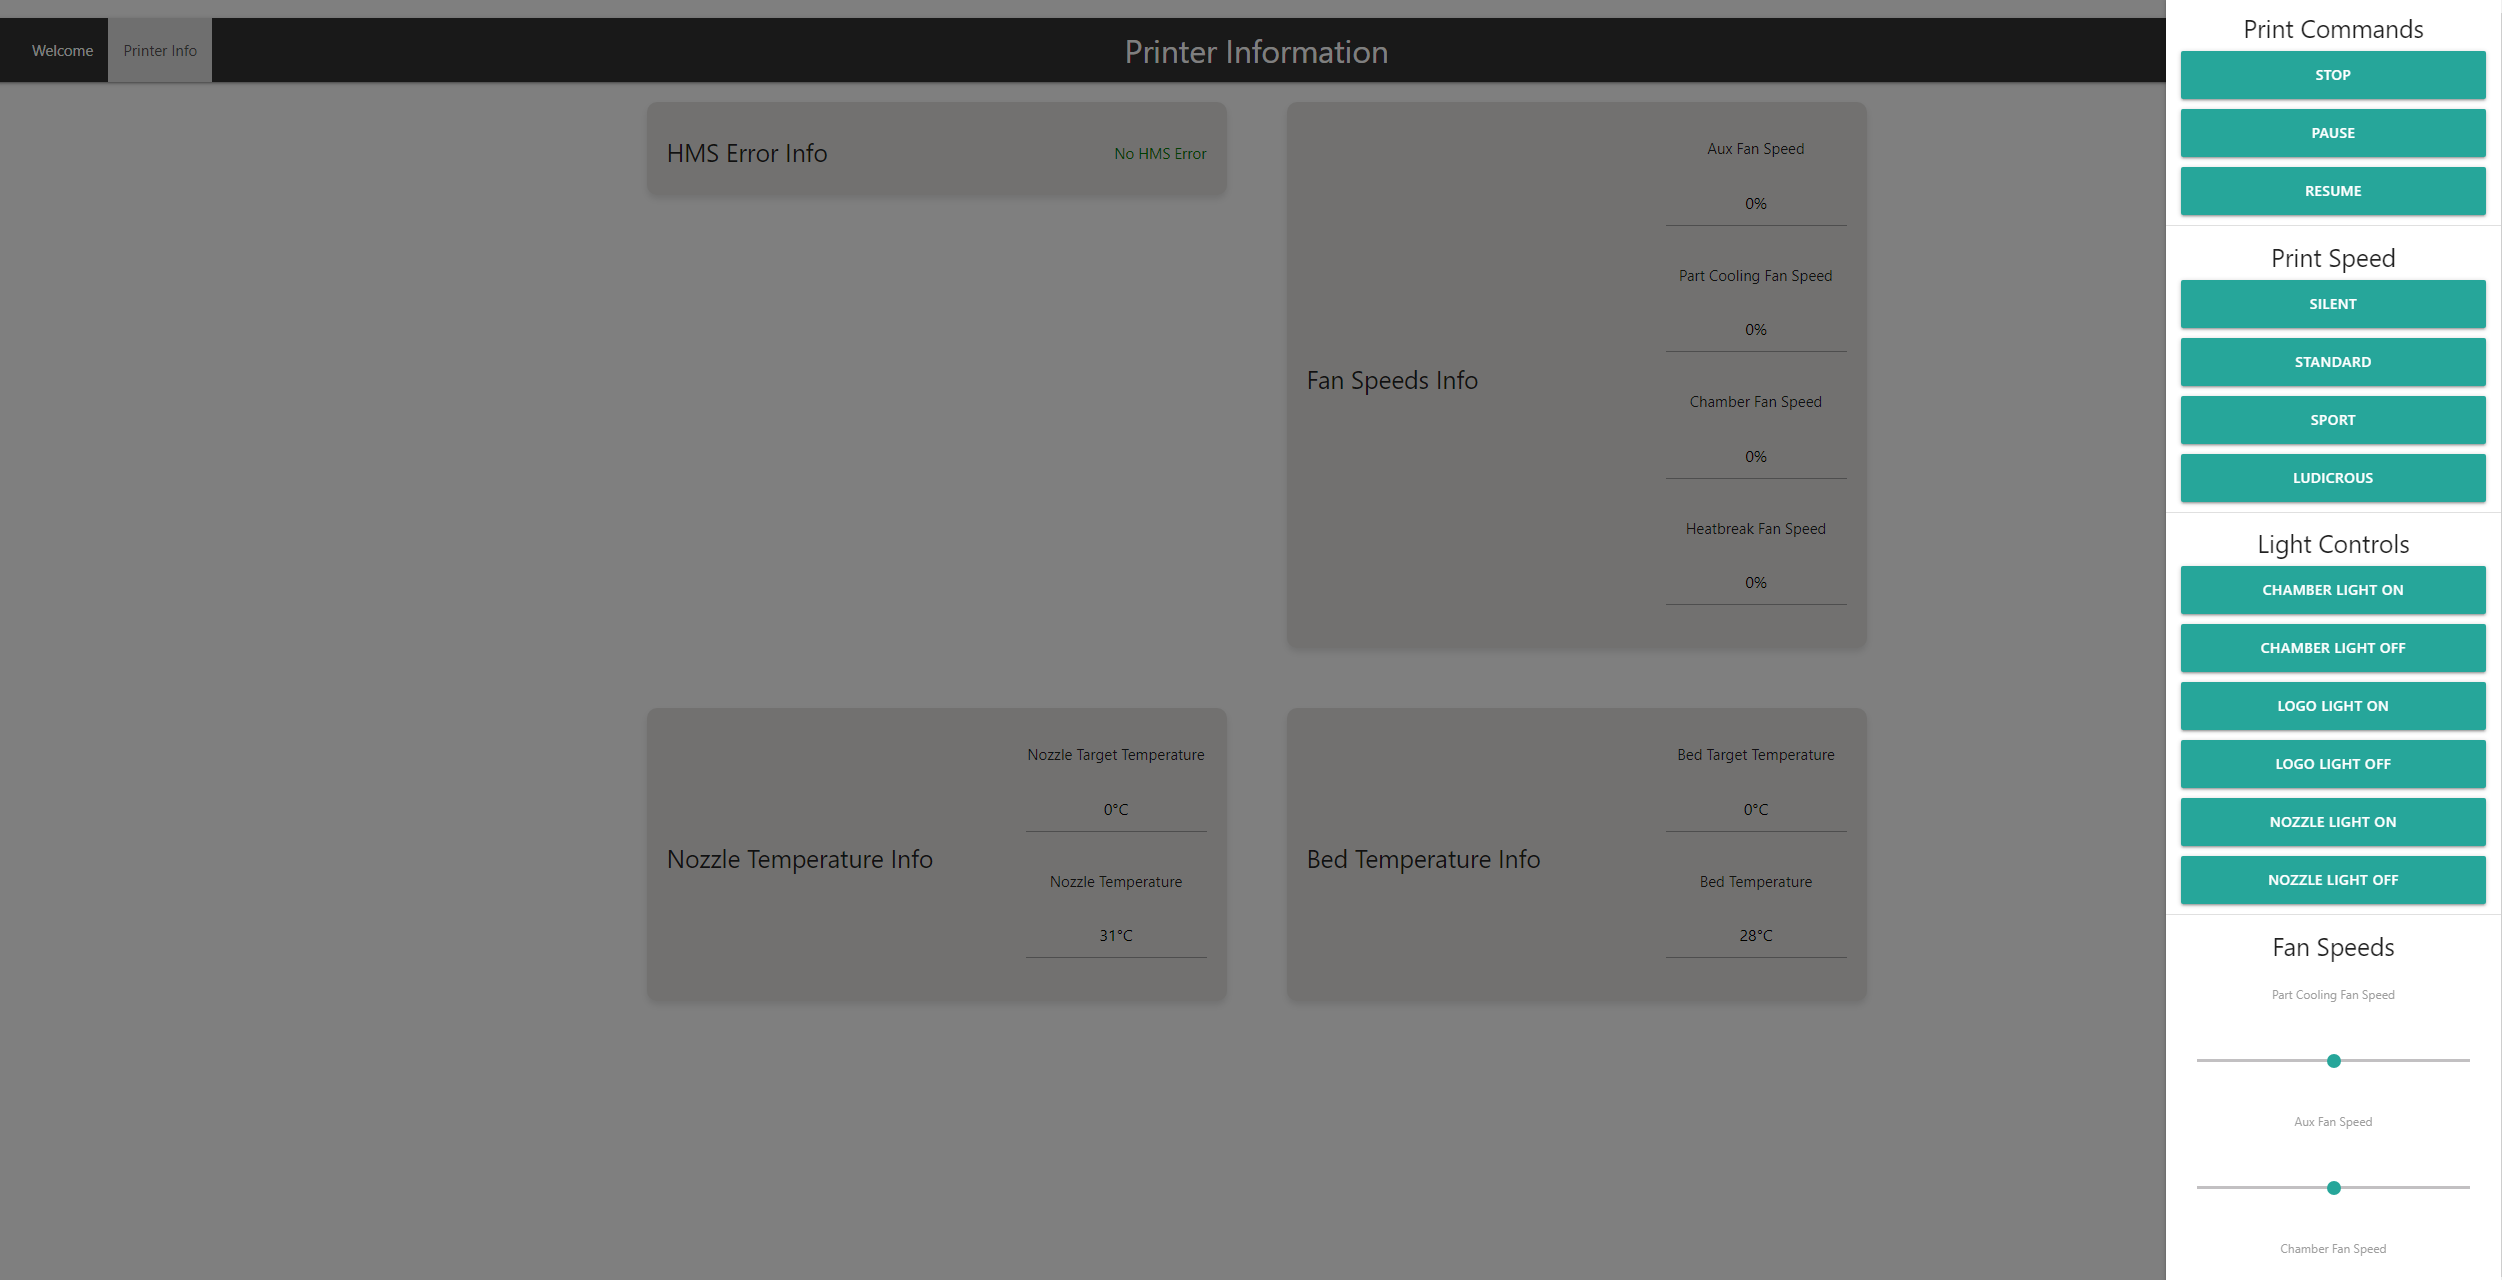 Welcome
Printer Info
Printer Information
HMS Error Info
No HMS Error
Fan Speeds Info
Aux Fan Speed
0%
Part Cooling Fan Speed
0%
Chamber Fan Speed
0%
Heatbreak Fan Speed
0%
Nozzle Temperature Info
Nozzle Target Temperature
0°C
Nozzle Temperature
31°C
Bed Temperature Info
Bed Target Temperature
0°C
Bed Temperature
28°C
Print Commands
STOP
PAUSE
RESUME
Print Speed
SILENT
STANDARD
SPORT
LUDICROUS
Light Controls
CHAMBER LIGHT ON
CHAMBER LIGHT OFF
LOGO LIGHT ON
LOGO LIGHT OFF
NOZZLE LIGHT ON
NOZZLE LIGHT OFF
Fan Speeds
Part Cooling Fan Speed
Aux Fan Speed
Chamber Fan Speed